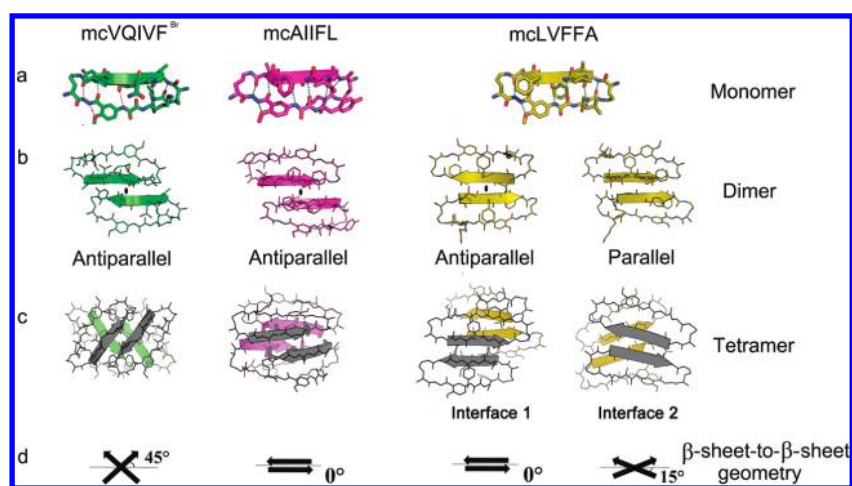 mcVQIVF^Br mcAIIFL mcLVFFA
a Monomer
b Dimer
Antiparallel Antiparallel Antiparallel Parallel
c Tetramer
Interface 1 Interface 2
d 45° 0° 0° 15° β-sheet-to-β-sheet
geometry